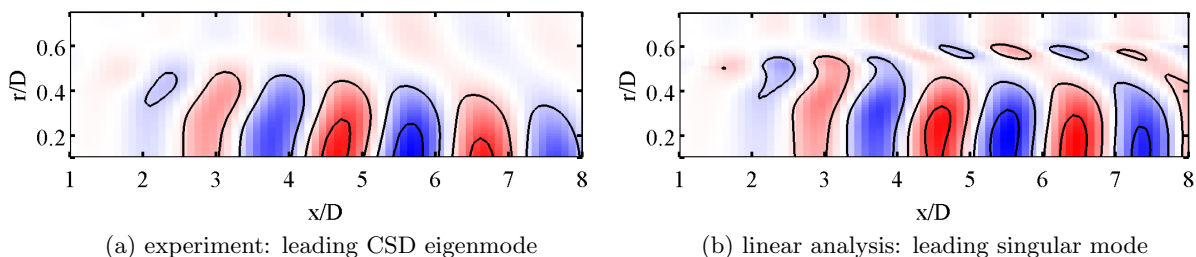 r/D
0.6
0.4
0.2
1 2 3 4 5 6 7 8
x/D
(a) experiment: leading CSD eigenmode
r/D
0.6
0.4
0.2
1 2 3 4 5 6 7 8
x/D
(b) linear analysis: leading singular mode